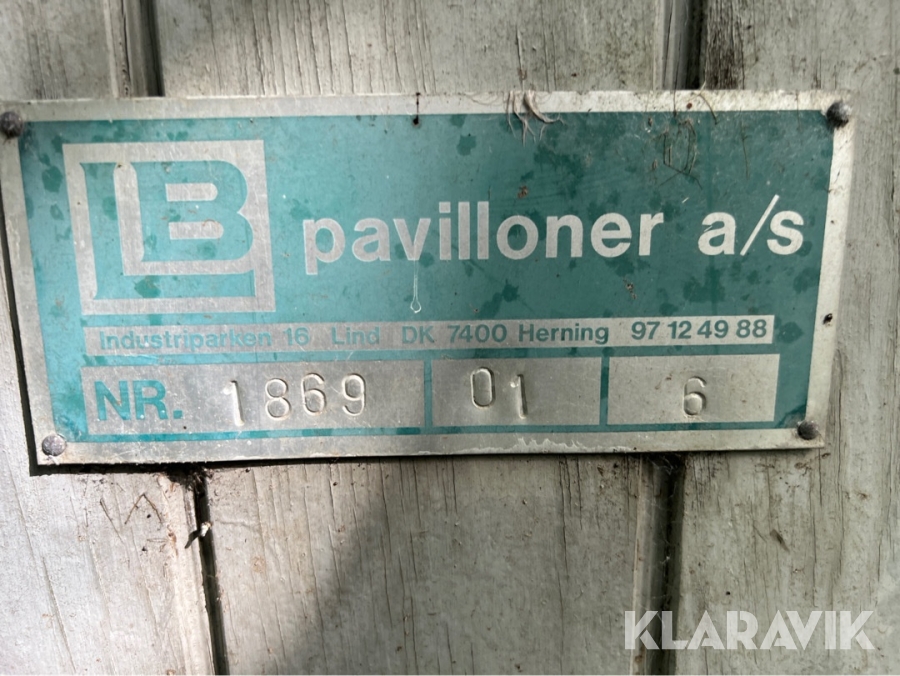 LB pavilloner a/s
Industriparken 16 Lind DK 7400 Herning 97 12 49 88
NR. 1869 01 6
KLARAVIK